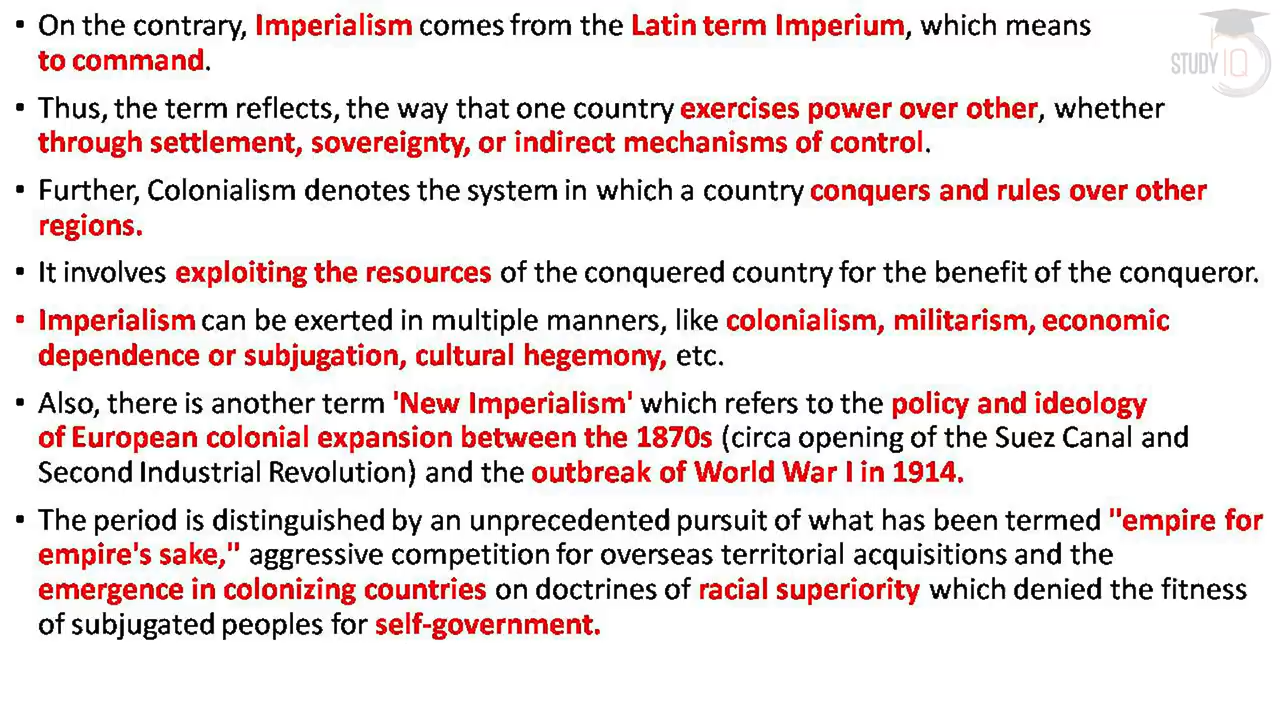 • On the contrary, Imperialism comes from the Latin term Imperium, which means
to command.
• Thus, the term reflects, the way that one country exercises power over other, whether
through settlement, sovereignty, or indirect mechanisms of control.
• Further, Colonialism denotes the system in which a country conquers and rules over other
regions.
• It involves exploiting the resources of the conquered country for the benefit of the conqueror.
• Imperialism can be exerted in multiple manners, like colonialism, militarism, economic
dependence or subjugation, cultural hegemony, etc.
• Also, there is another term 'New Imperialism' which refers to the policy and ideology
of European colonial expansion between the 1870s (circa opening of the Suez Canal and
Second Industrial Revolution) and the outbreak of World War I in 1914.
• The period is distinguished by an unprecedented pursuit of what has been termed "empire for
empire's sake," aggressive competition for overseas territorial acquisitions and the
emergence in colonizing countries on doctrines of racial superiority which denied the fitness
of subjugated peoples for self-government.
STUDY IQ